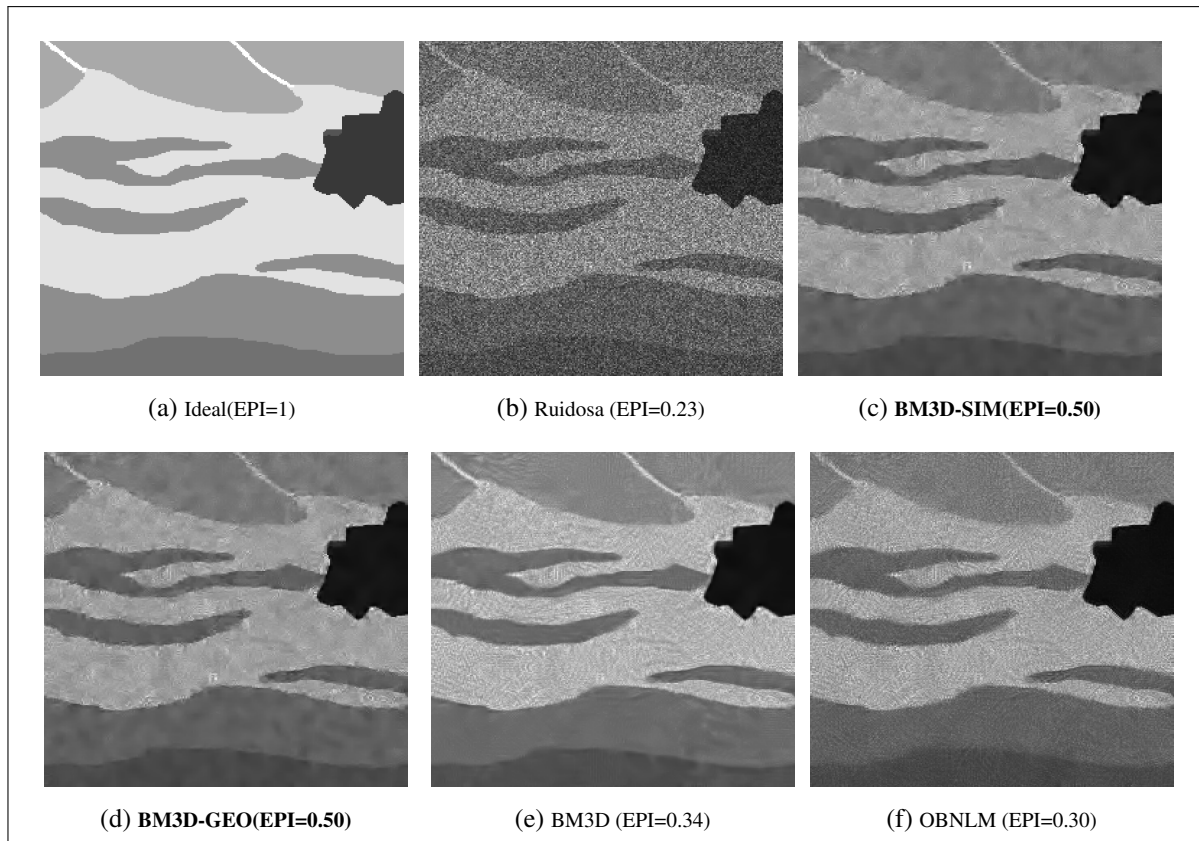 (a) Ideal(EPI=1)
(b) Ruidosa (EPI=0.23)
(c) BM3D-SIM(EPI=0.50)
(d) BM3D-GEO(EPI=0.50)
(e) BM3D (EPI=0.34)
(f) OBNLM (EPI=0.30)